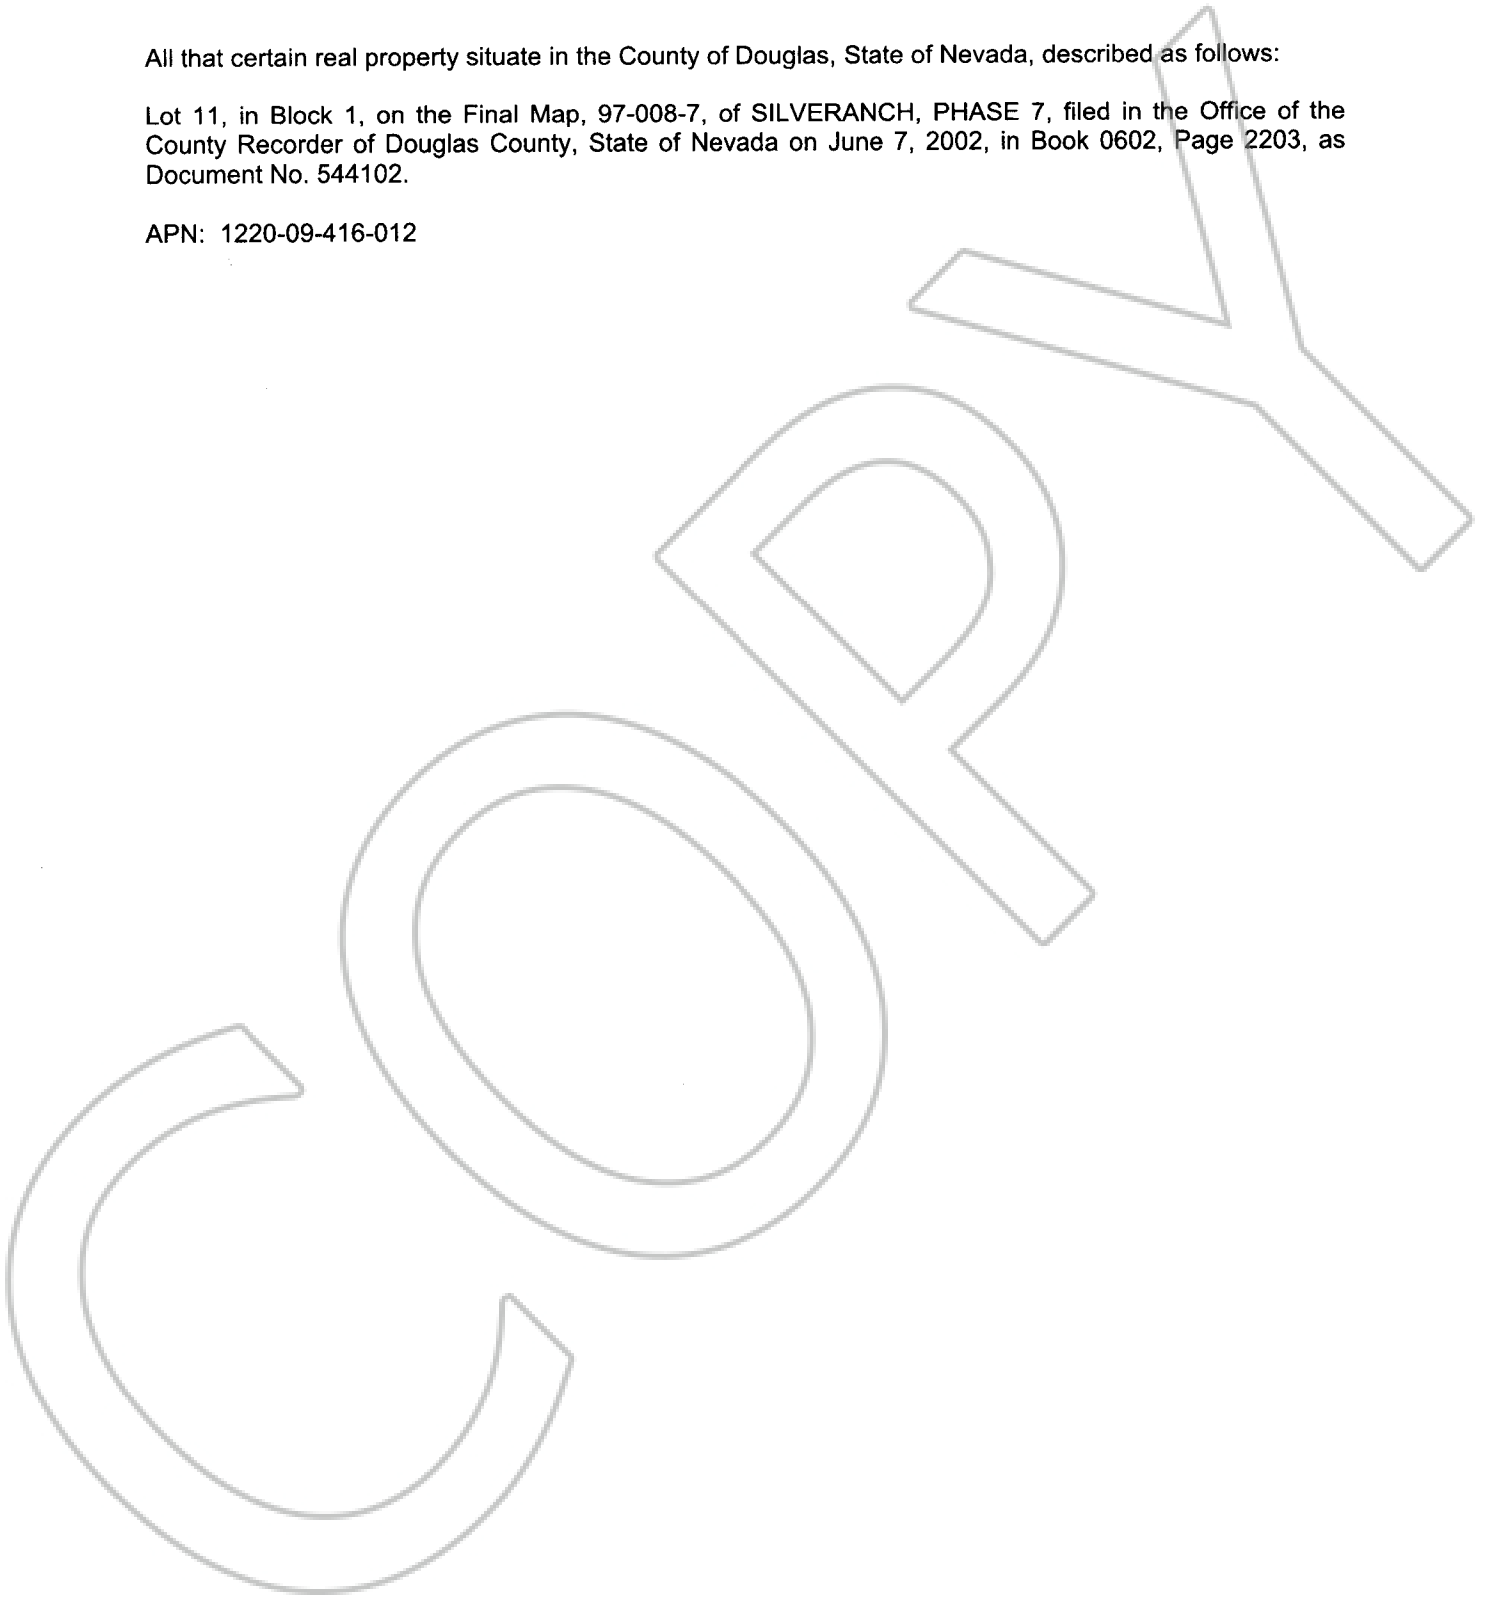 All that certain real property situate in the County of Douglas, State of Nevada, described as follows:
Lot 11, in Block 1, on the Final Map, 97-008-7, of SILVERANCH, PHASE 7, filed in the Office of the
County Recorder of Douglas County, State of Nevada on June 7, 2002, in Book 0602, Page 2203, as
Document No. 544102.
APN: 1220-09-416-012
COPY